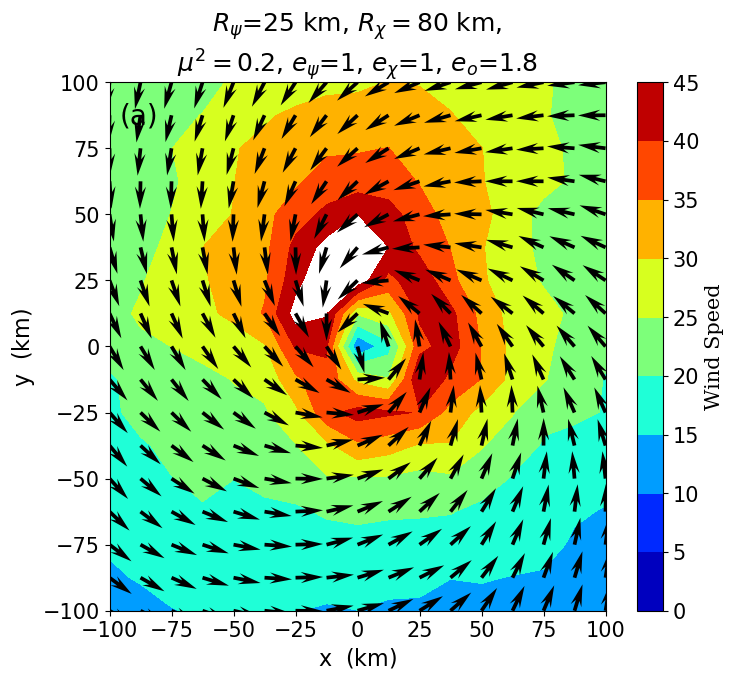 R_ψ=25 km, R_χ = 80 km,
μ² = 0.2, e_ψ=1, e_χ=1, e_o=1.8
(a)
100
75
50
25
0
−25
−50
−75
−100
y (km)
−100 −75 −50 −25 0 25 50 75 100
x (km)
45
40
35
30
25
20
15
10
5
0
Wind Speed